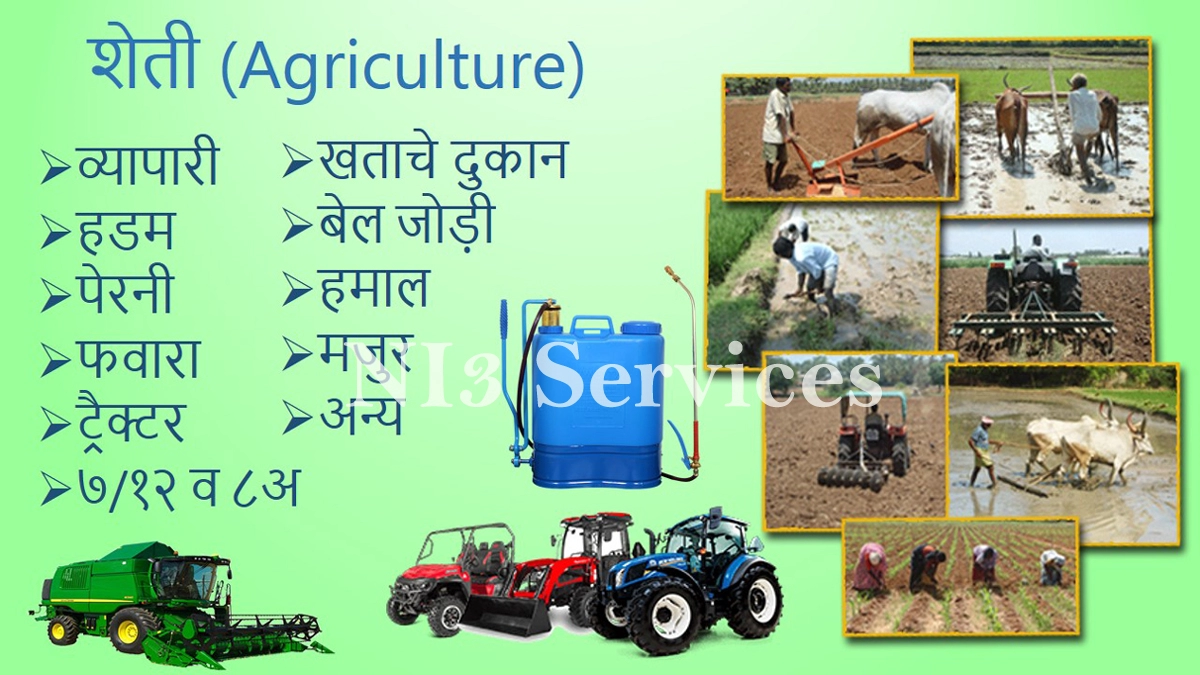 शेती (Agriculture)
➢व्यापारी
➢हडम
➢पेरनी
➢फवारा
➢ट्रैक्टर
➢७/१२ व ८अ
➢खताचे दुकान
➢बेल जोड़ी
➢हमाल
➢मजुर
➢अन्य
NI3 Services